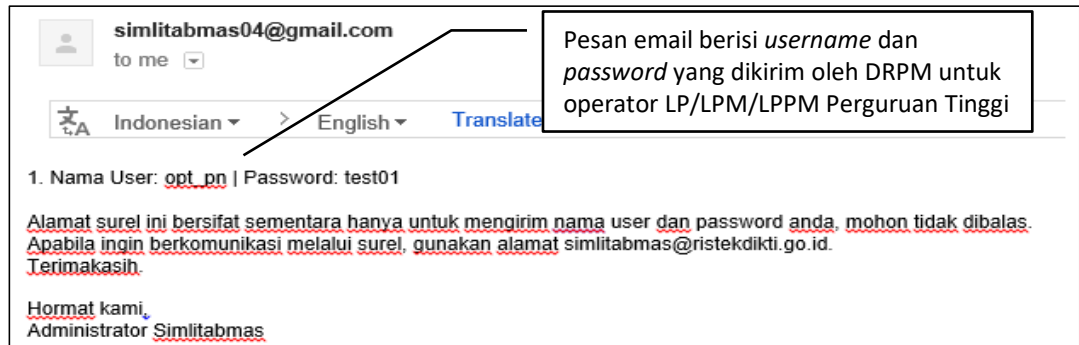 simlitabmas04@gmail.com
to me
Pesan email berisi username dan
password yang dikirim oleh DRPM untuk
operator LP/LPM/LPPM Perguruan Tinggi
Indonesian > English Translate
1. Nama User: opt_pn | Password: test01
Alamat surel ini bersifat sementara hanya untuk mengirim nama user dan password anda, mohon tidak dibalas.
Apabila ingin berkomunikasi melalui surel, gunakan alamat simlitabmas@ristekdikti.go.id.
Terimakasih.
Hormat kami,
Administrator Simlitabmas